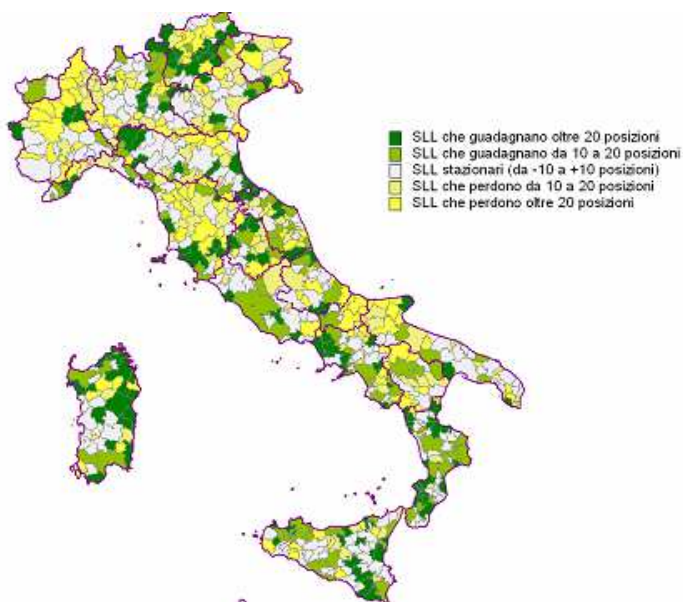 SLL che guadagnano oltre 20 posizioni
SLL che guadagnano da 10 a 20 posizioni
SLL stazionari (da -10 a +10 posizioni)
SLL che perdono da 10 a 20 posizioni
SLL che perdono oltre 20 posizioni